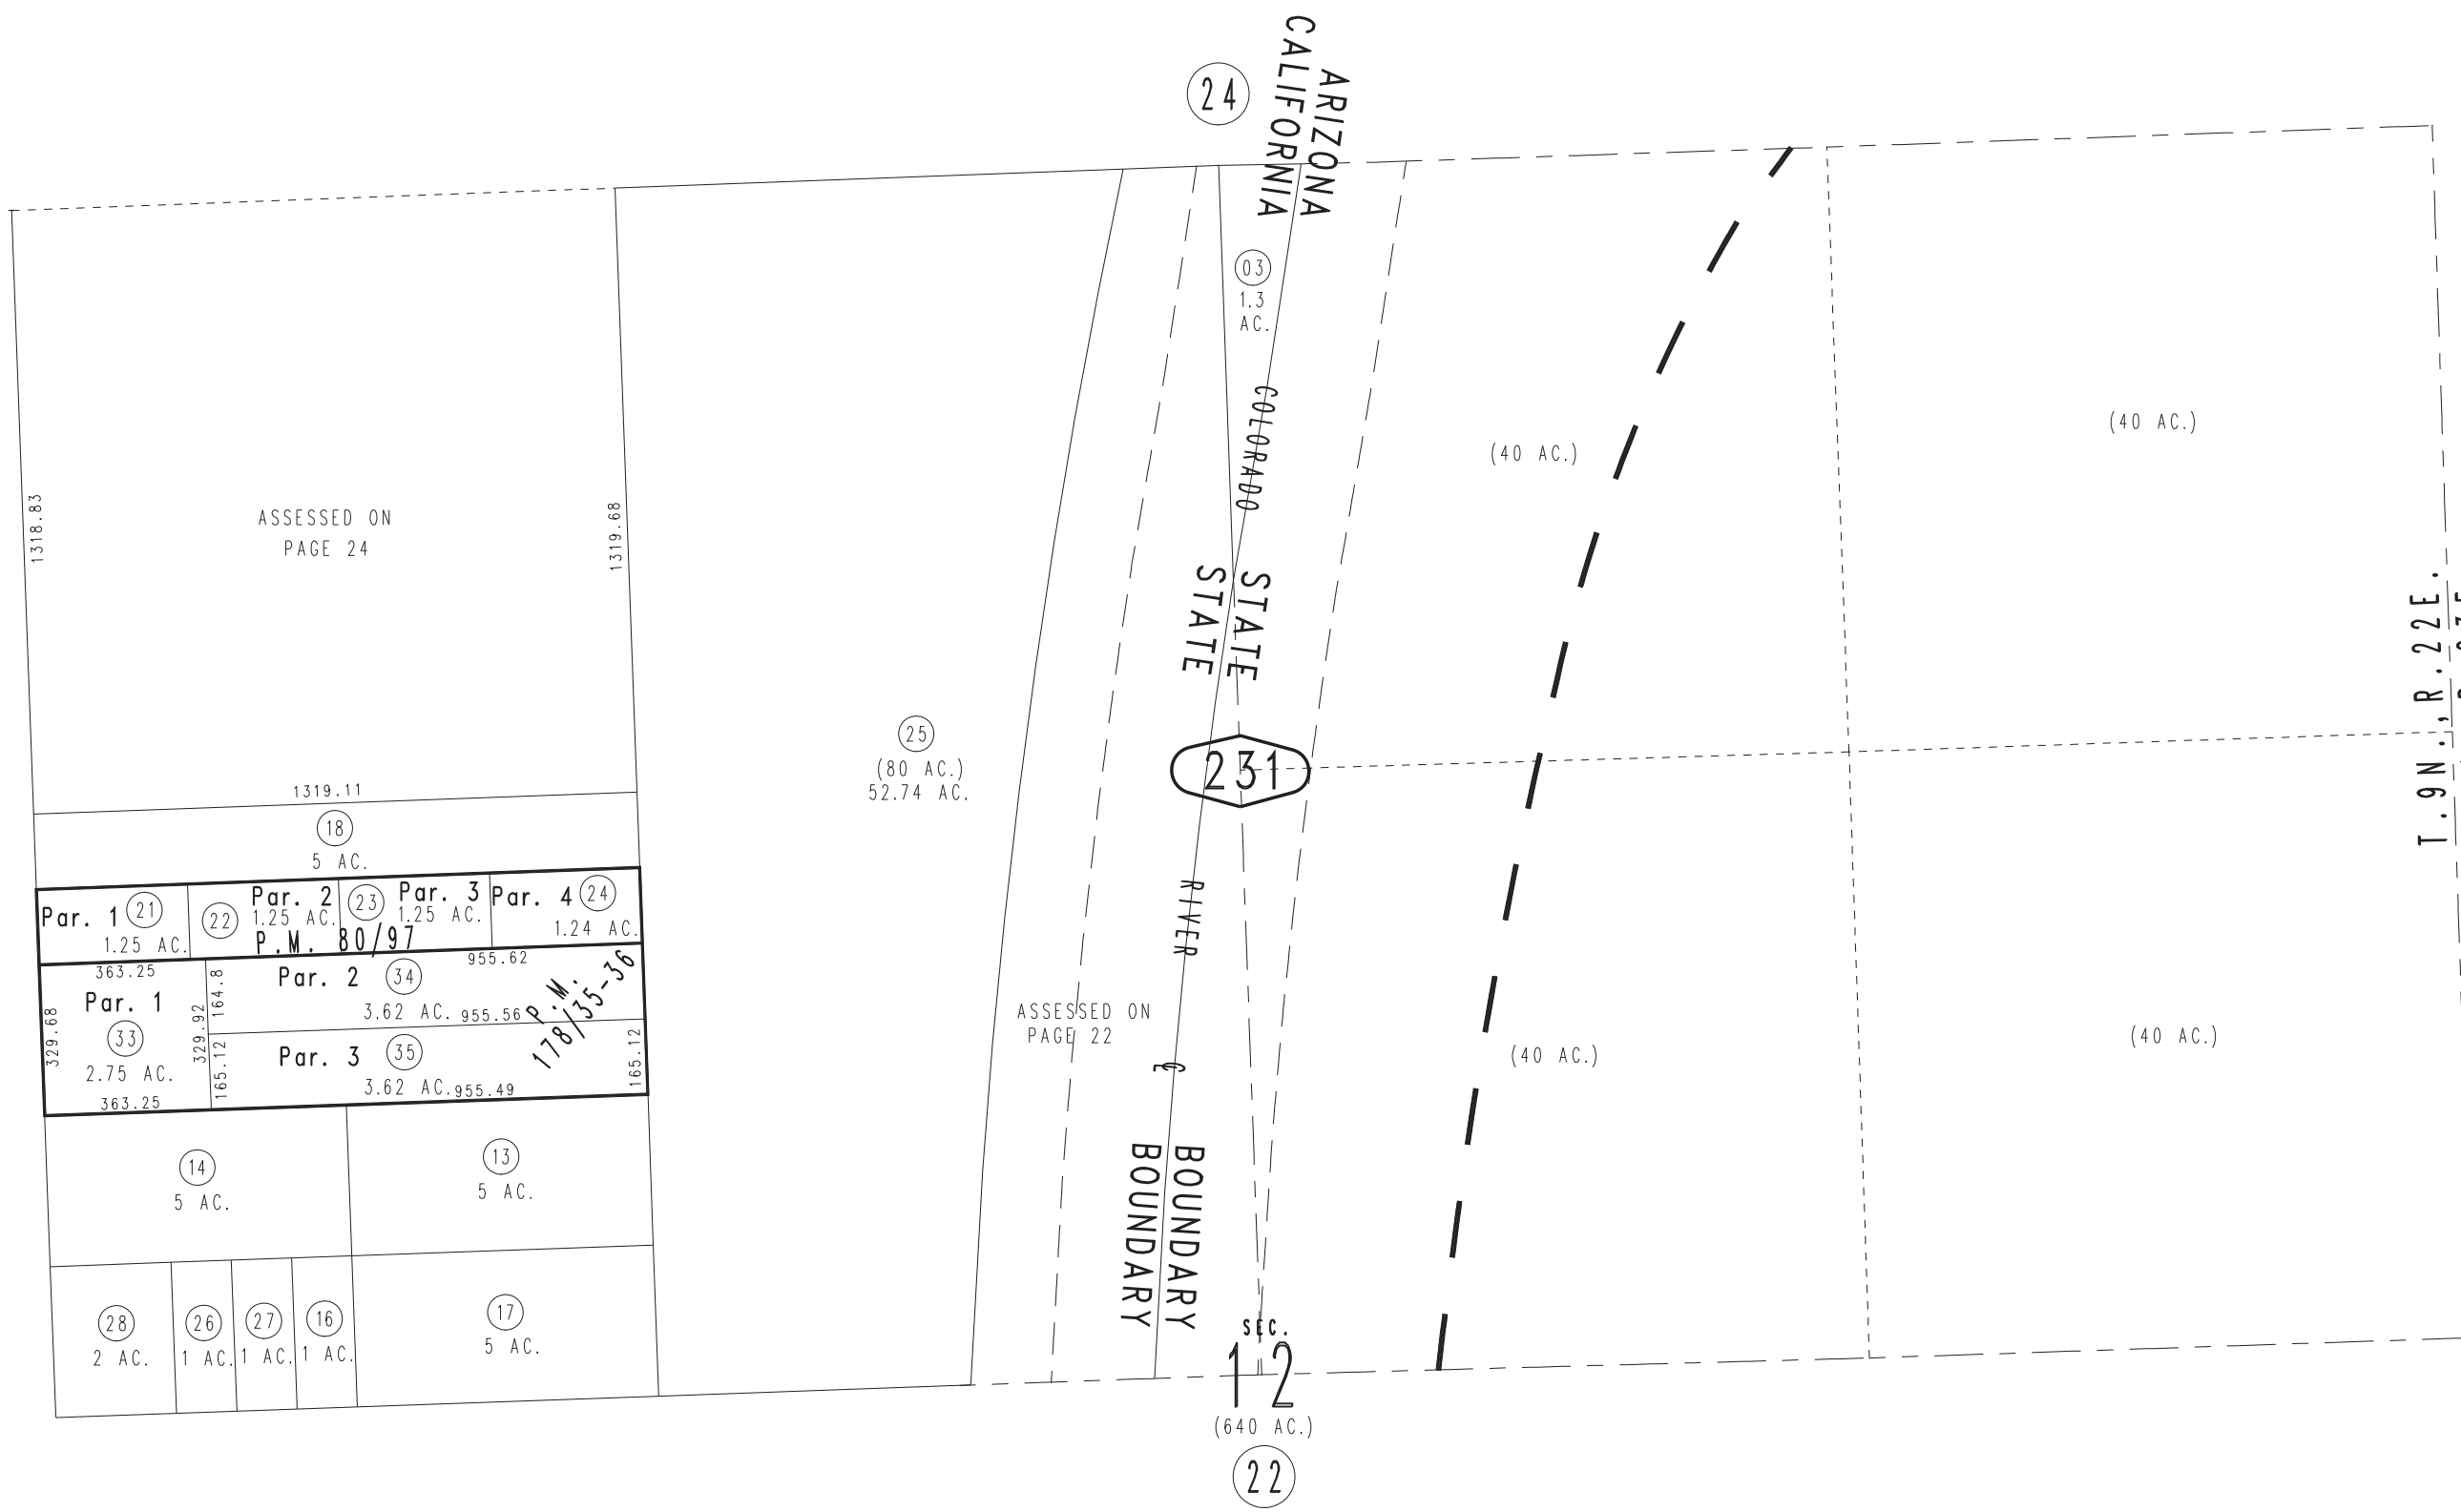 24
CALIFORNIA
ARIZONA
03
1.3
AC.
COLORADO
(40 AC.)
(40 AC.)
1318.83
ASSESSED ON
PAGE 24
1319.68
STATE
STATE
T.9N.,R.22E.
25
(80 AC.)
52.74 AC.
231
1319.11
18
5 AC.
Par. 1 21
1.25 AC.
22 Par. 2
1.25 AC.
23 Par. 3
1.25 AC.
Par. 4 24
1.24 AC.
P.M. 80/97
RIVER
363.25
Par. 1
33
2.75 AC.
363.25
329.68
329.92
164.8
165.12
955.62
Par. 2 34
3.62 AC. 955.56
Par. 3 35
3.62 AC. 955.49
P.M.
178/35-36
165.12
ASSESSED ON
PAGE 22
℄
(40 AC.)
(40 AC.)
BOUNDARY
BOUNDARY
14
5 AC.
13
5 AC.
28
2 AC.
26
1 AC.
27
1 AC.
16
1 AC.
17
5 AC.
SEC.
12
(640 AC.)
22